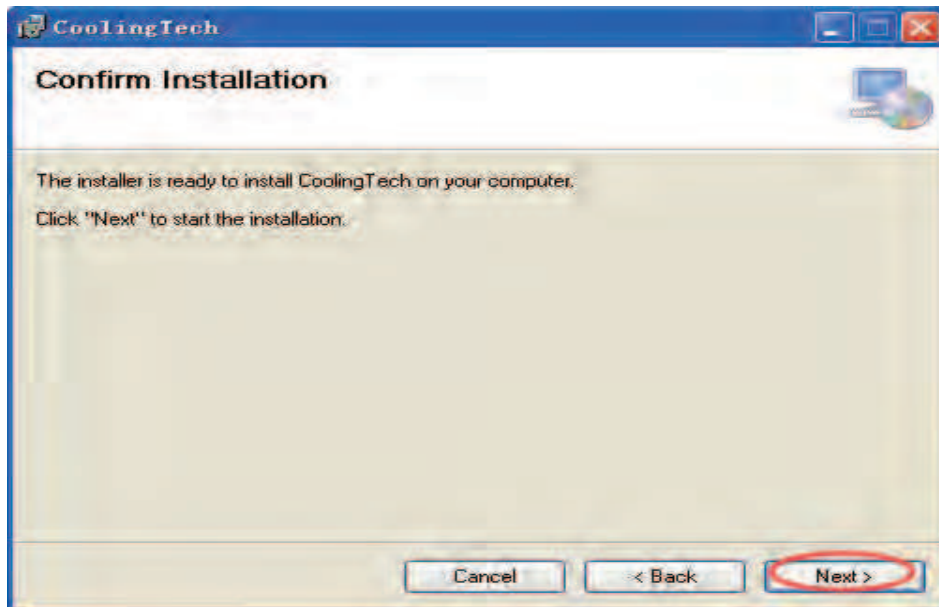 CoolingTech
Confirm Installation
The installer is ready to install CoolingTech on your computer.
Click "Next" to start the installation.
Cancel
< Back
Next >